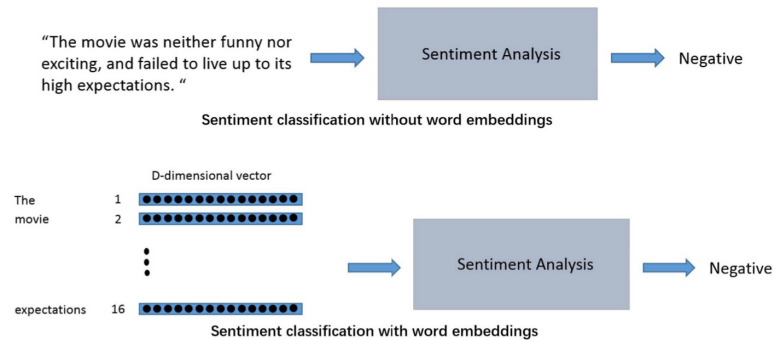 “The movie was neither funny nor
exciting, and failed to live up to its
high expectations. “
Sentiment Analysis
Negative
Sentiment classification without word embeddings
D-dimensional vector
The 1
movie 2
Sentiment Analysis
Negative
expectations 16
Sentiment classification with word embeddings